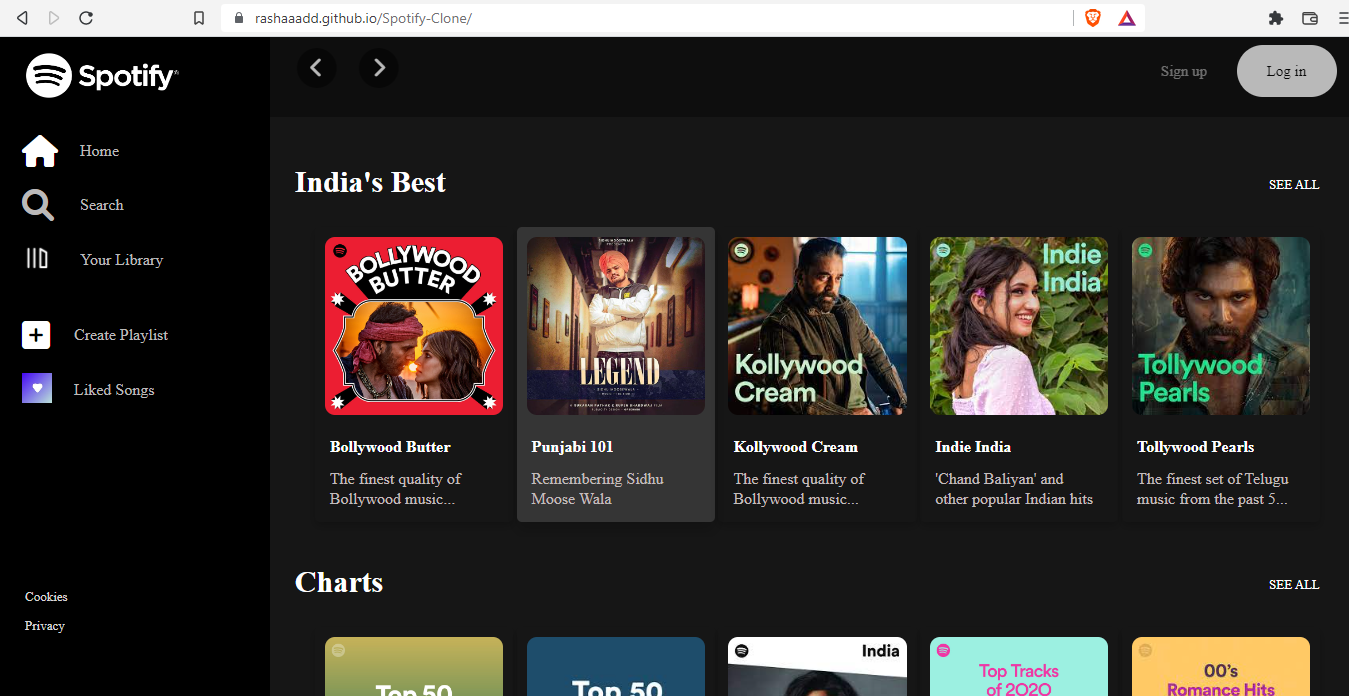 rashaaadd.github.io/Spotify-Clone/
Spotify
Sign up
Log in
Home
Search
Your Library
Create Playlist
Liked Songs
Cookies
Privacy
India's Best
SEE ALL
BOLLYWOOD
BUTTER
LEGEND
Kollywood
Cream
Indie
India
Tollywood
Pearls
Bollywood Butter
The finest quality of
Bollywood music...
Punjabi 101
Remembering Sidhu
Moose Wala
Kollywood Cream
The finest quality of
Bollywood music...
Indie India
'Chand Baliyan' and
other popular Indian hits
Tollywood Pearls
The finest set of Telugu
music from the past 5...
Charts
SEE ALL
Top 50
Top 50
India
Top Tracks
of 2020
00's
Romance Hits